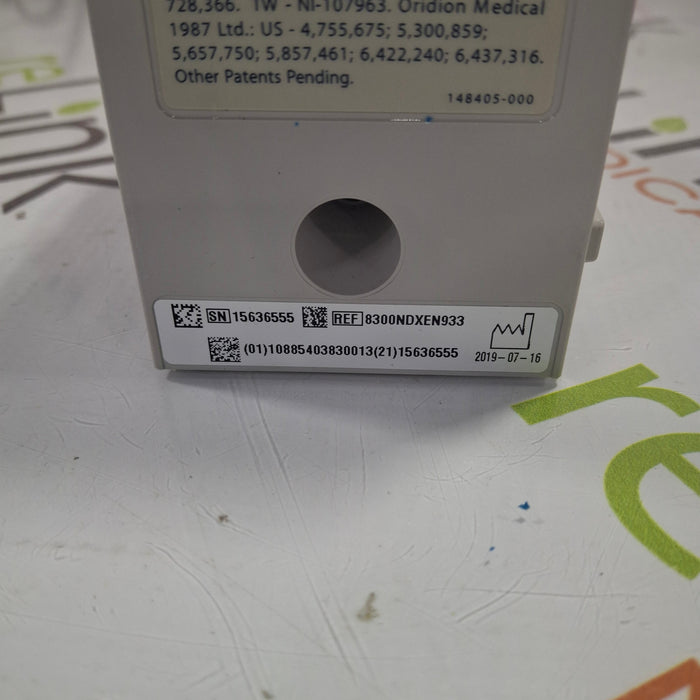 728,366. TW - NI-107963. Oridion Medical
1987 Ltd.: US - 4,755,675; 5,300,859;
5,657,750; 5,857,461; 6,422,240; 6,437,316.
Other Patents Pending.
148405-000
SN 15636555 REF 8300NDXEN933
(01)10885403830013(21)15636555
2019-07-16
re
Link